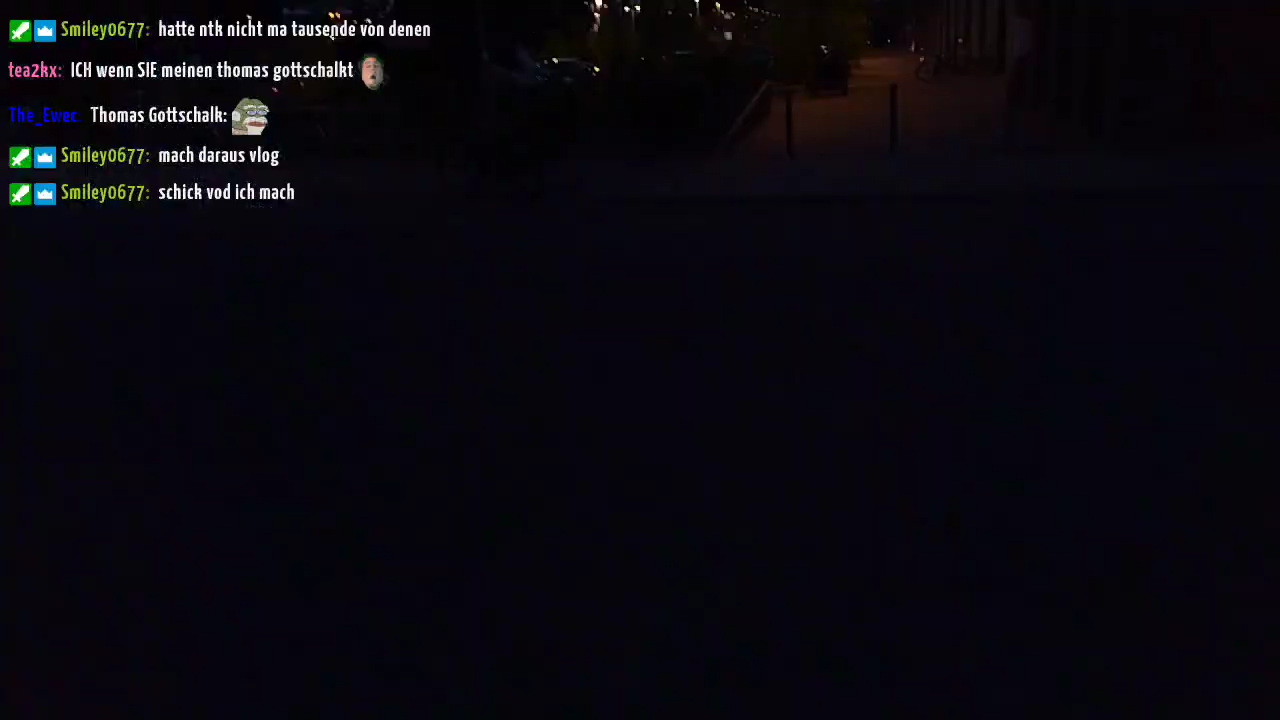 Smiley0677: hatte ntk nicht ma tausende von denen
tea2kx: ICH wenn SIE meinen thomas gottschalkt
The_Ewec: Thomas Gottschalk:
Smiley0677: mach daraus vlog
Smiley0677: schick vod ich mach